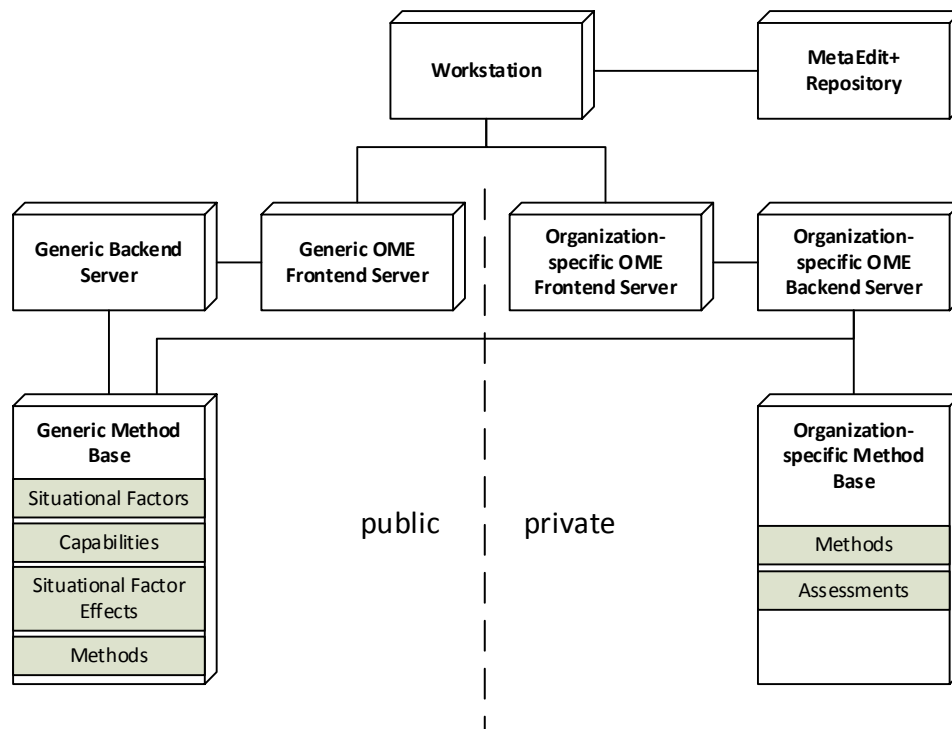 Workstation
MetaEdit+
Repository
Generic Backend
Server
Generic OME
Frontend Server
Organization-
specific OME
Frontend Server
Organization-
specific OME
Backend Server
Generic Method
Base
Situational Factors
Capabilities
Situational Factor
Effects
Methods
public
private
Organization-
specific Method
Base
Methods
Assessments